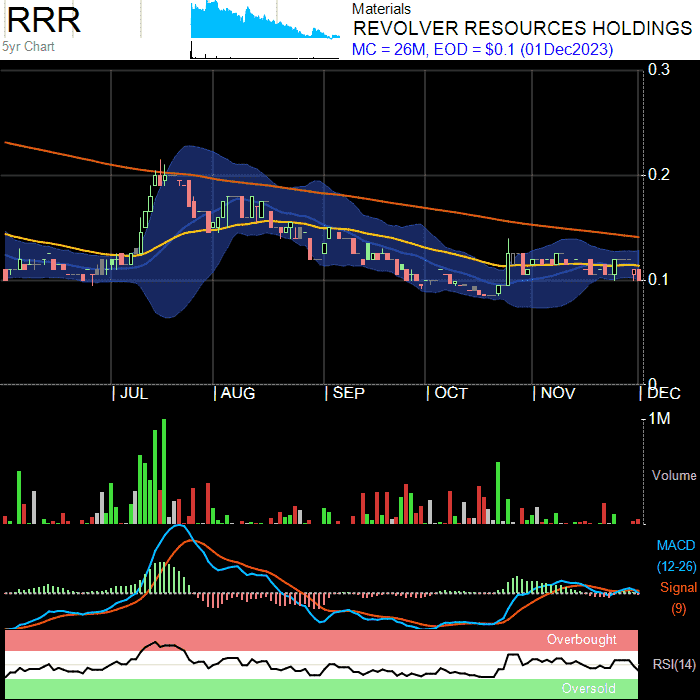 RRR
5yr Chart
Materials
REVOLVER RESOURCES HOLDINGS
MC = 26M, EOD = $0.1 (01Dec2023)
0.3
0.2
0.1
0
JUL
AUG
SEP
OCT
NOV
DEC
1M
Volume
MACD
(12-26)
Signal
(9)
Overbought
RSI(14)
Oversold